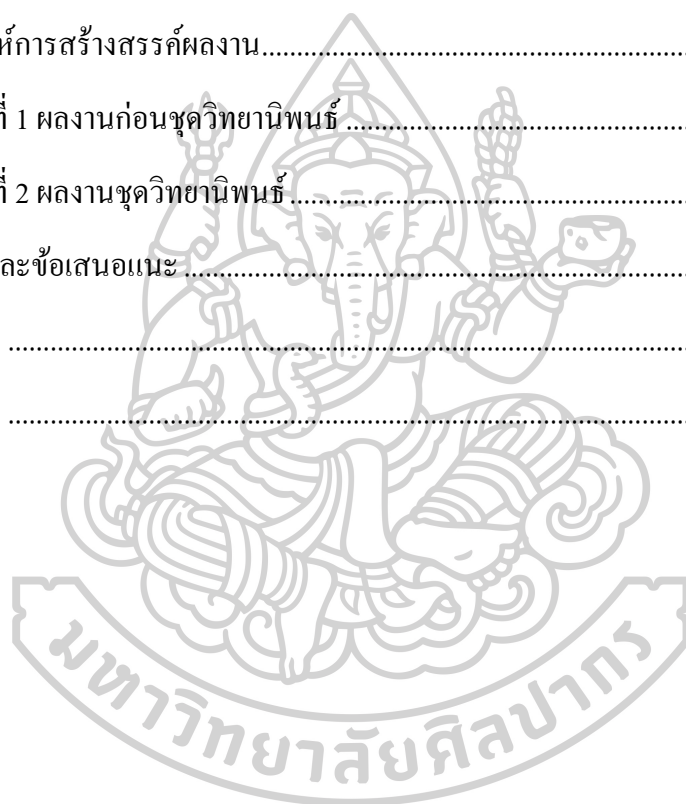 ห์การสร้างสรรค์ผลงาน
ที่ 1 ผลงานก่อนชุดวิทยานิพนธ์
ที่ 2 ผลงานชุดวิทยานิพนธ์
ละข้อเสนอแนะ
มหาวิทยาลัยศิลปากร